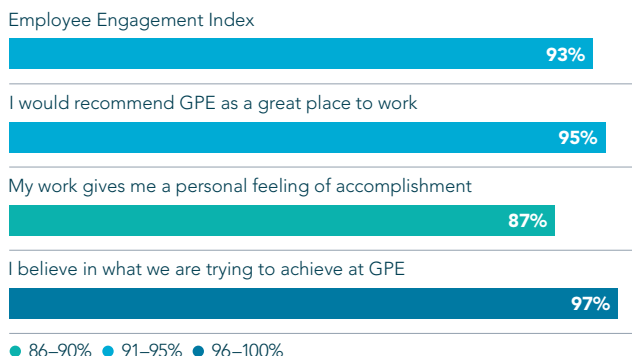 Employee Engagement Index
93%
I would recommend GPE as a great place to work
95%
My work gives me a personal feeling of accomplishment
87%
I believe in what we are trying to achieve at GPE
97%
86–90% 91–95% 96–100%